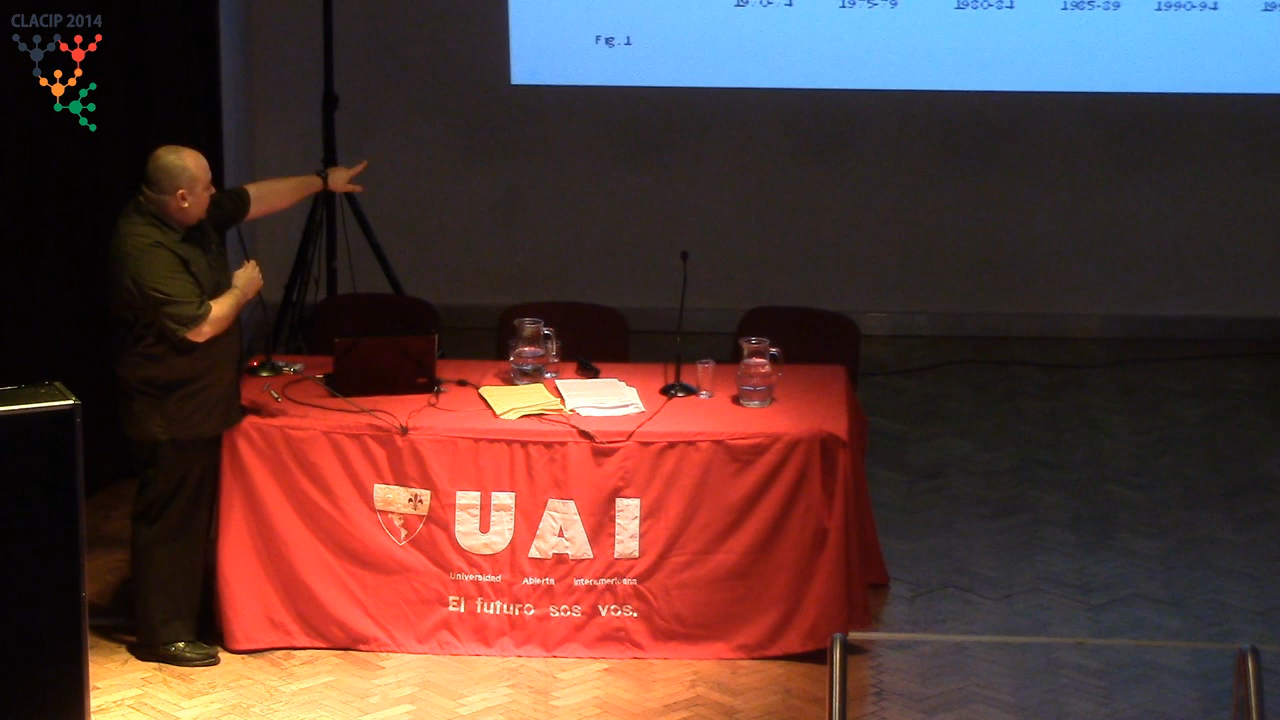 CLACIP 2014
1970-74 1975-79 1980-84 1985-89 1990-94
Fig.1
UAI
Universidad Abierta Interamericana
El futuro sos vos.